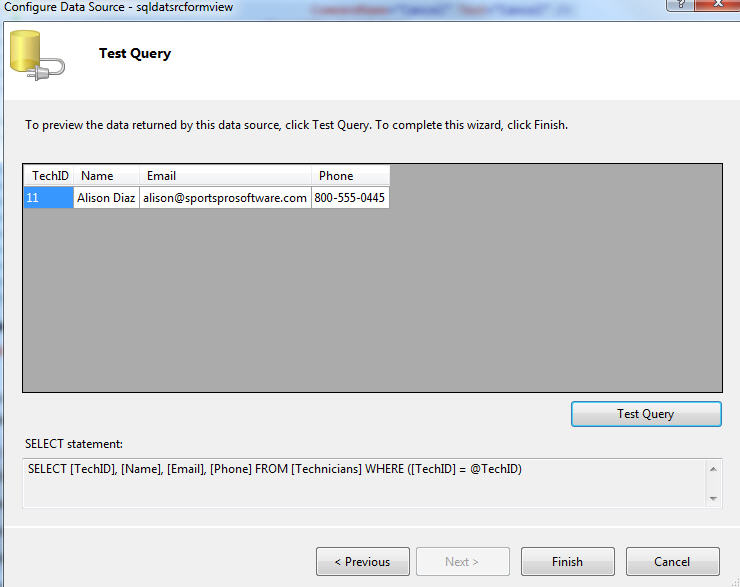 Configure Data Source - sqldatsrcformview
? X
Test Query
To preview the data returned by this data source, click Test Query. To complete this wizard, click Finish.
TechID Name Email Phone
11 Alison Diaz alison@sportsprosoftware.com 800-555-0445
Test Query
SELECT statement:
SELECT [TechID], [Name], [Email], [Phone] FROM [Technicians] WHERE ([TechID] = @TechID)
< Previous Next > Finish Cancel